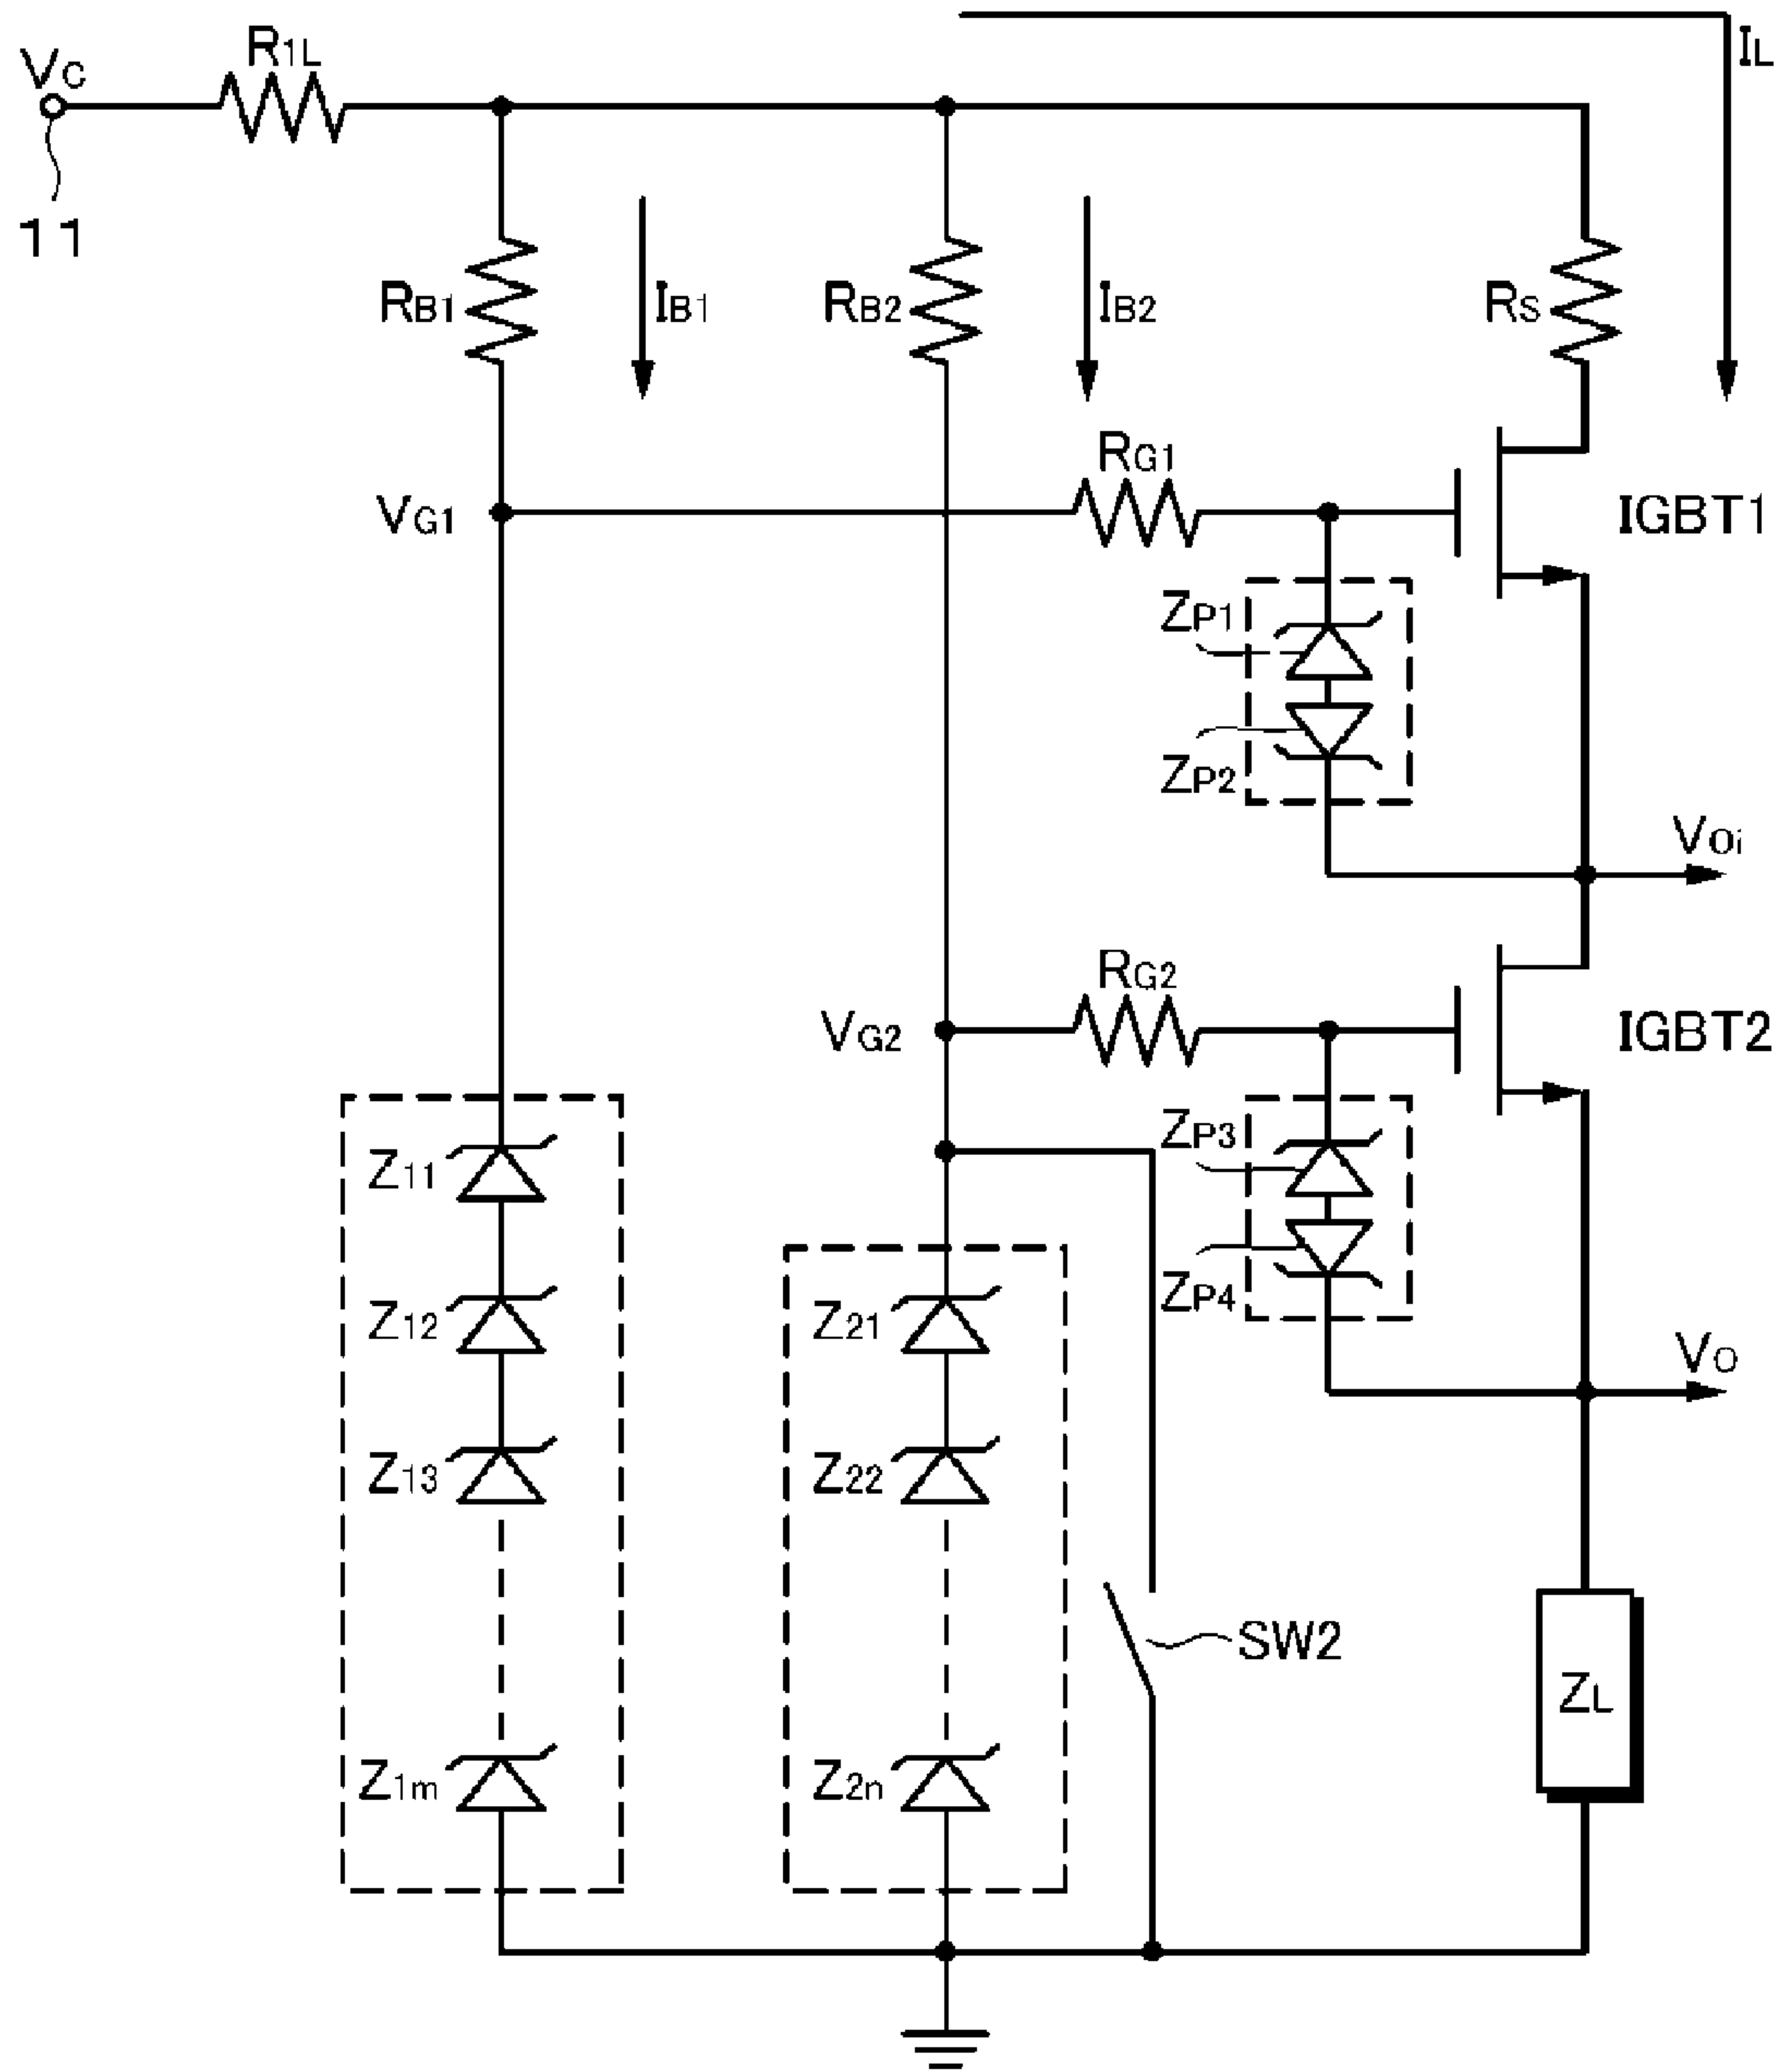 R1L
IL
VC
11
RB1
IB1
RB2
IB2
RS
RG1
VG1
IGBT1
ZP1
ZP2
VOi
RG2
VG2
IGBT2
Z11
ZP3
Z12
Z21
ZP4
VO
Z13
Z22
SW2
ZL
Z1m
Z2n